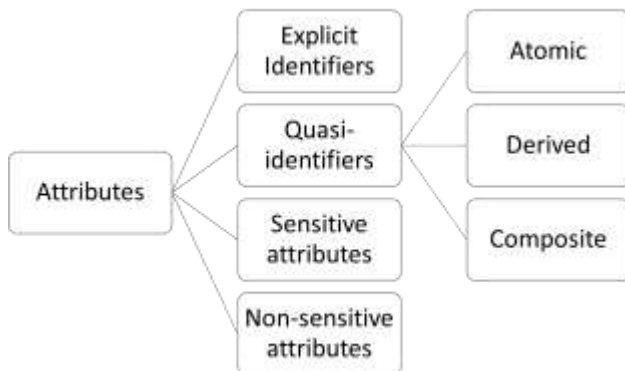 Attributes
Explicit
Identifiers
Quasi-
identifiers
Sensitive
attributes
Non-sensitive
attributes
Atomic
Derived
Composite